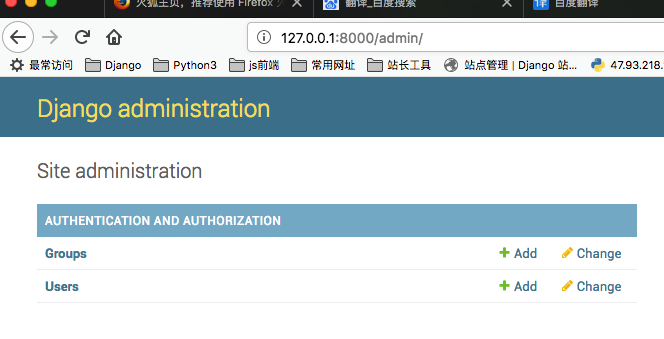 火狐主页，推荐使用 Firefox 火
翻译_百度搜索
译 百度翻译
127.0.0.1:8000/admin/
最常访问 Django Python3 js前端 常用网址 站长工具 站点管理 | Django 站... 47.93.218.
Django administration
Site administration
AUTHENTICATION AND AUTHORIZATION
Groups Add Change
Users Add Change